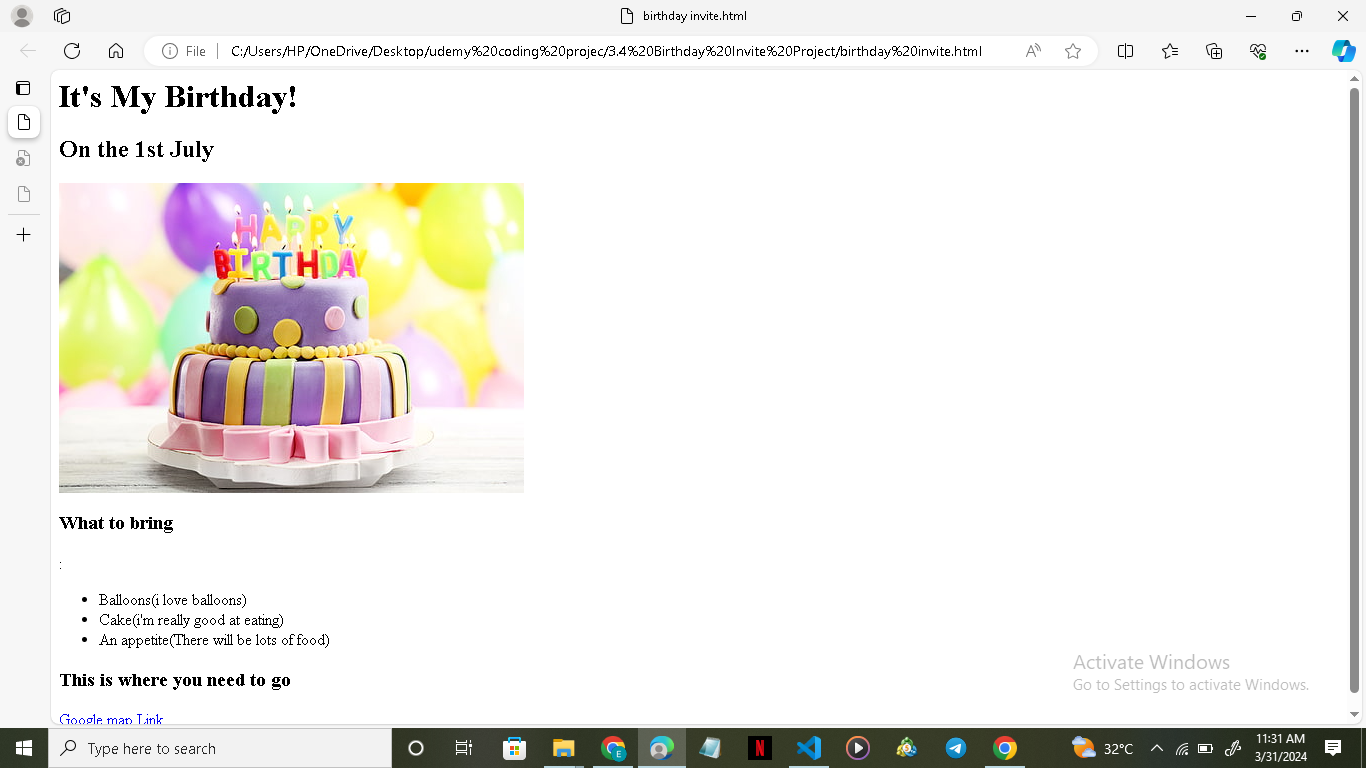 birthday invite.html
File
C:/Users/HP/OneDrive/Desktop/udemy%20coding%20projec/3.4%20Birthday%20Invite%20Project/birthday%20invite.html
It's My Birthday!
On the 1st July
HAPPY
BIRTHDAY
What to bring
:
Balloons(i love balloons)
Cake(i'm really good at eating)
An appetite(There will be lots of food)
This is where you need to go
Google map Link
Activate Windows
Go to Settings to activate Windows.
Type here to search
E
N
32°C
11:31 AM
3/31/2024